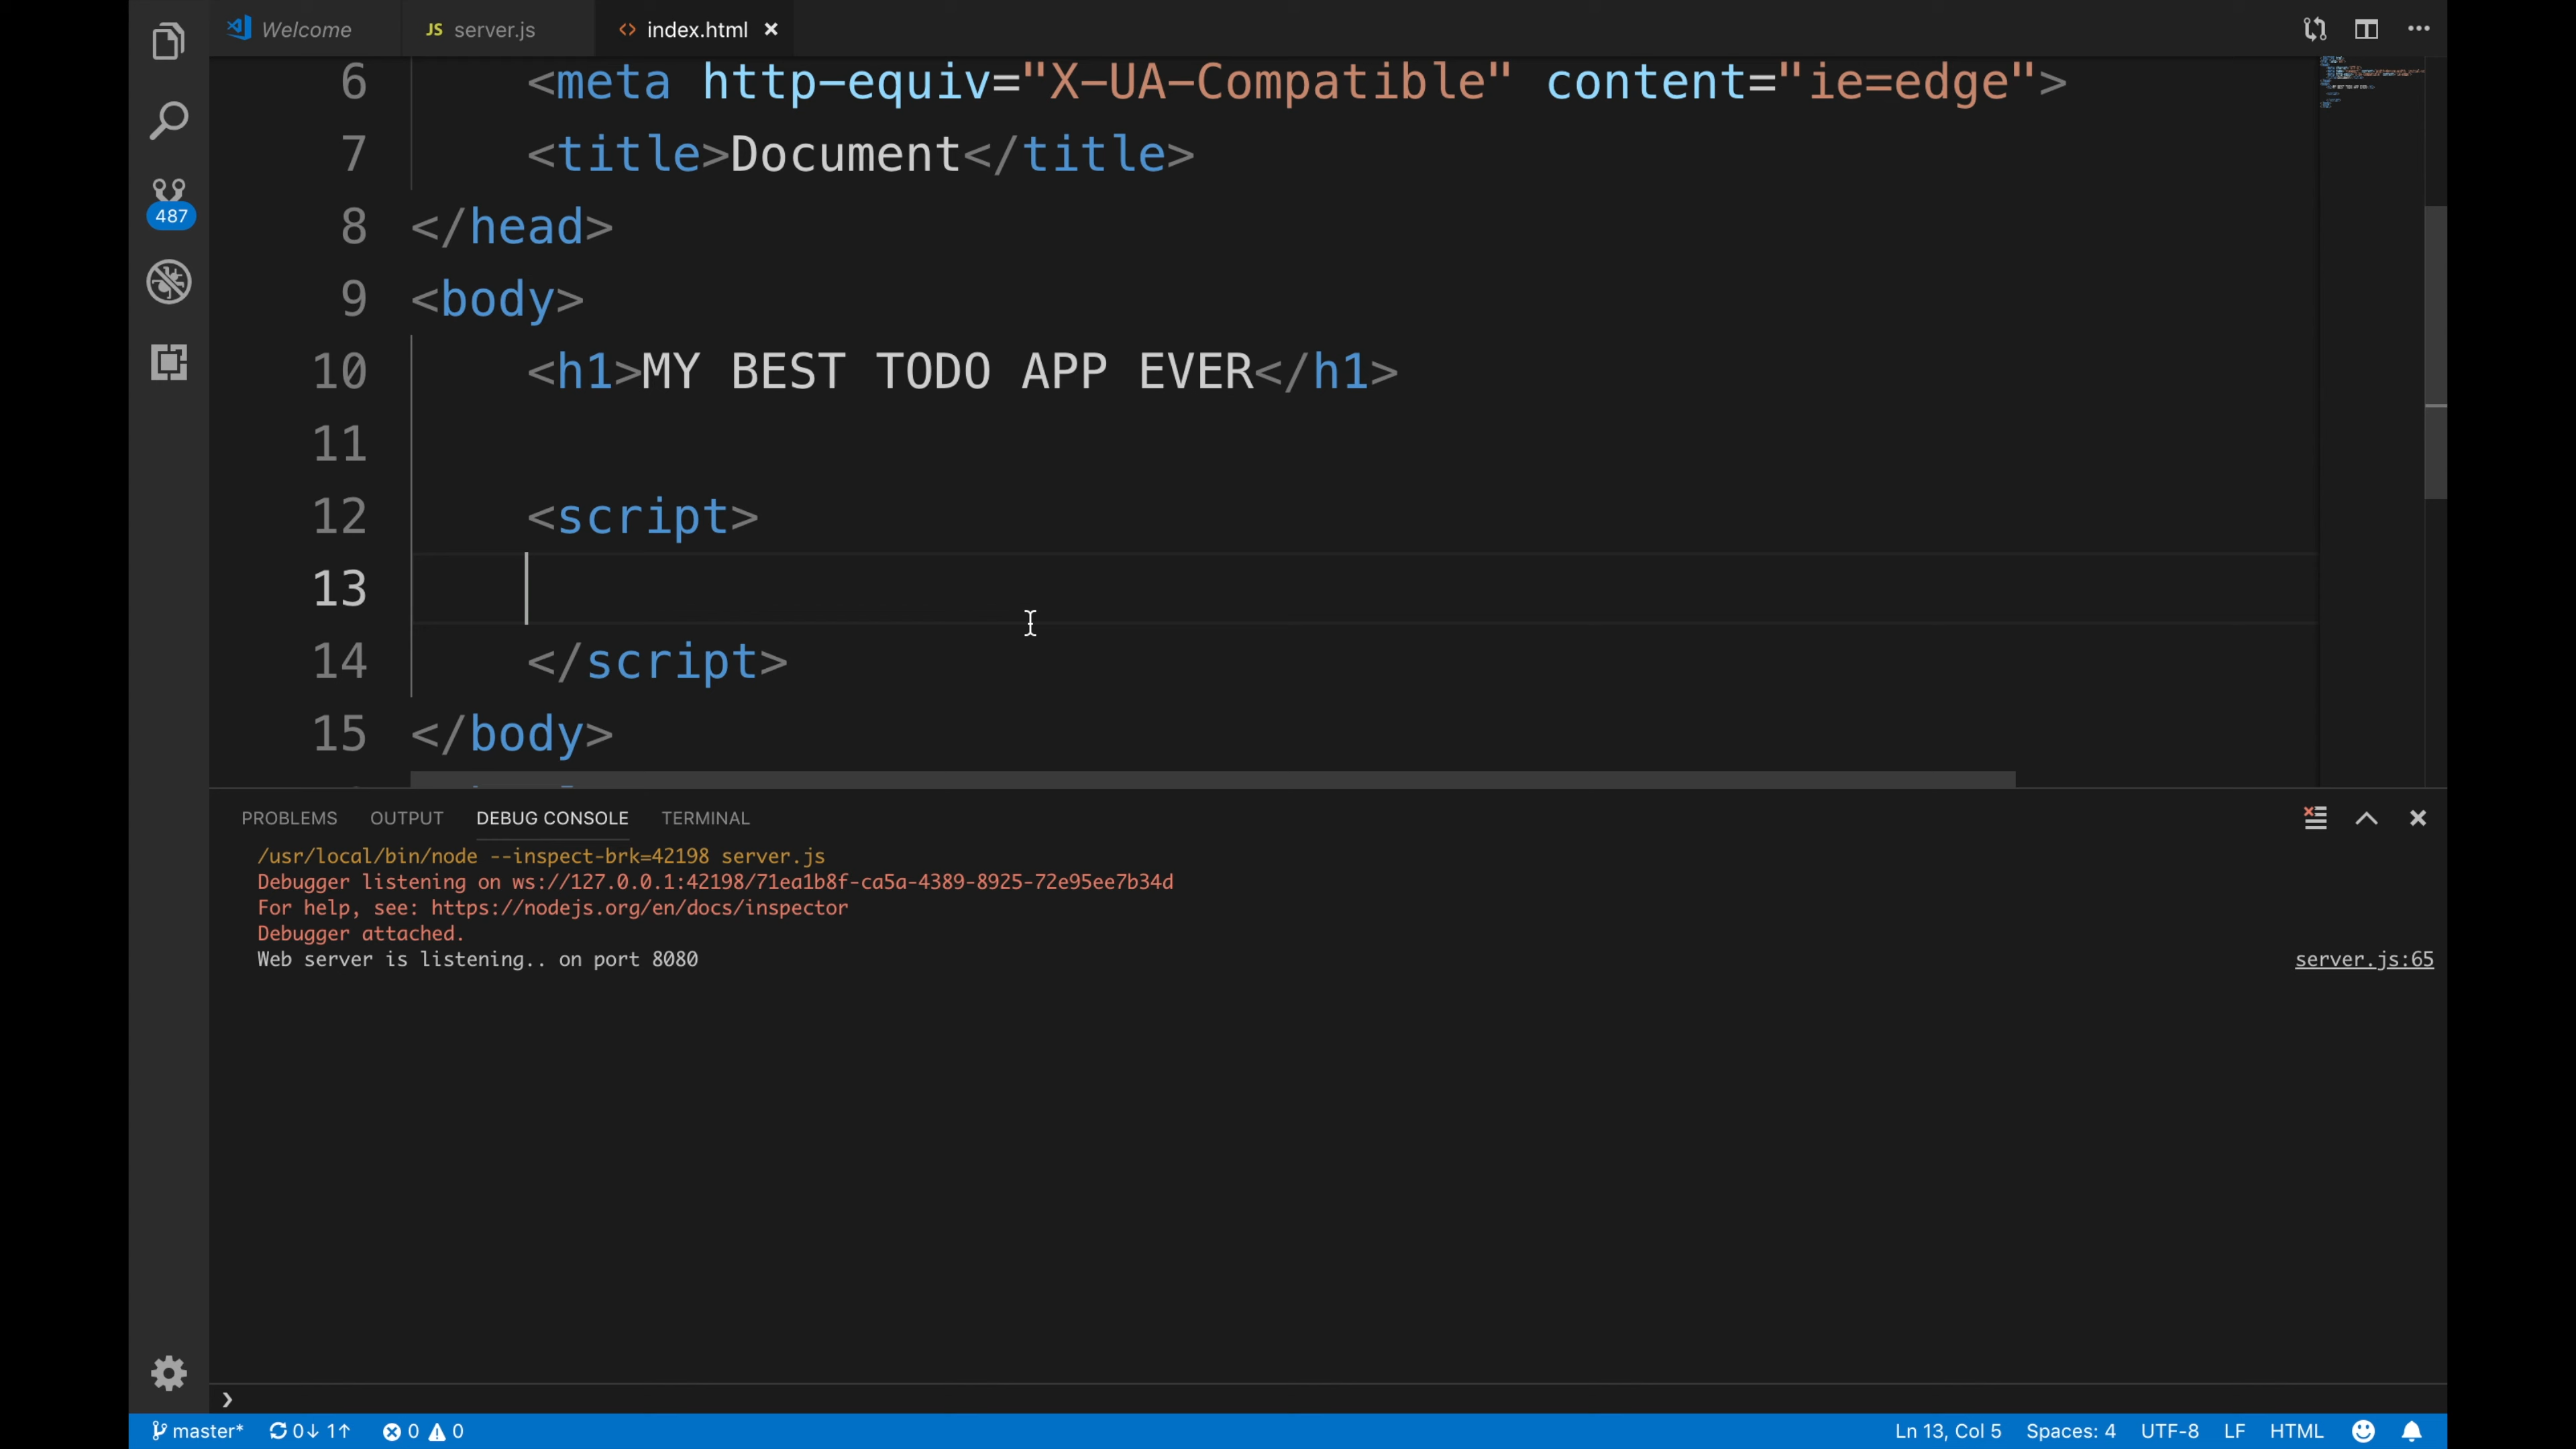 Welcome
JS server.js
<> index.html
6 <meta http-equiv="X-UA-Compatible" content="ie=edge">
7 <title>Document</title>
8 </head>
9 <body>
10 <h1>MY BEST TODO APP EVER</h1>
11
12 <script>
13
14 </script>
15 </body>
487
PROBLEMS OUTPUT DEBUG CONSOLE TERMINAL
/usr/local/bin/node --inspect-brk=42198 server.js
Debugger listening on ws://127.0.0.1:42198/71ea1b8f-ca5a-4389-8925-72e95ee7b34d
For help, see: https://nodejs.org/en/docs/inspector
Debugger attached.
Web server is listening.. on port 8080 server.js:65
master* 0↓ 1↑ 0 0 Ln 13, Col 5 Spaces: 4 UTF-8 LF HTML